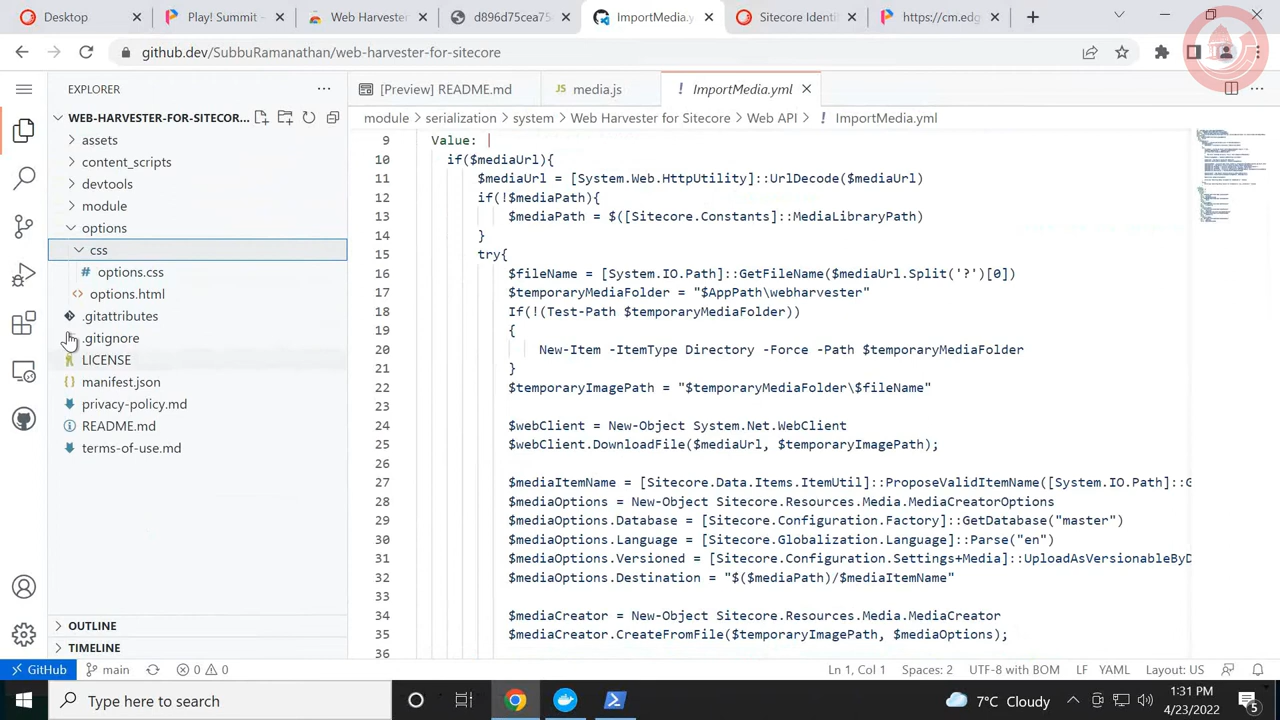 Docker Desktop
Play! Summit -
Web Harvester
d896d75cea75
ImportMedia.y
Sitecore Identi
https://cm.edg
github.dev/SubbuRamanathan/web-harvester-for-sitecore
EXPLORER
WEB-HARVESTER-FOR-SITECOR...
assets
content_scripts
devtools
module
options
css
options.css
options.html
.gitattributes
.gitignore
LICENSE
manifest.json
privacy-policy.md
README.md
terms-of-use.md
OUTLINE
TIMELINE
[Preview] README.md
media.js
ImportMedia.yml
module > serialization > system > Web Harvester for Sitecore > Web API > ImportMedia.yml
9 Value: |
10 if($mediaUrl){
11 $mediaUrl = [System.Web.HttpUtility]::UrlDecode($mediaUrl)
12 if(!$mediaPath){
13 $mediaPath = $([Sitecore.Constants]::MediaLibraryPath)
14 }
15 try{
16 $fileName = [System.IO.Path]::GetFileName($mediaUrl.Split('?')[0])
17 $temporaryMediaFolder = "$AppPath\webharvester"
18 If(!(Test-Path $temporaryMediaFolder))
19 {
20 New-Item -ItemType Directory -Force -Path $temporaryMediaFolder
21 }
22 $temporaryImagePath = "$temporaryMediaFolder\$fileName"
23
24 $webClient = New-Object System.Net.WebClient
25 $webClient.DownloadFile($mediaUrl, $temporaryImagePath);
26
27 $mediaItemName = [Sitecore.Data.Items.ItemUtil]::ProposeValidItemName([System.IO.Path]::G
28 $mediaOptions = New-Object Sitecore.Resources.Media.MediaCreatorOptions
29 $mediaOptions.Database = [Sitecore.Configuration.Factory]::GetDatabase("master")
30 $mediaOptions.Language = [Sitecore.Globalization.Language]::Parse("en")
31 $mediaOptions.Versioned = [Sitecore.Configuration.Settings+Media]::UploadAsVersionableByD
32 $mediaOptions.Destination = "$($mediaPath)/$mediaItemName"
33
34 $mediaCreator = New-Object Sitecore.Resources.Media.MediaCreator
35 $mediaCreator.CreateFromFile($temporaryImagePath, $mediaOptions);
36
GitHub
main
0 0
Ln 1, Col 1
Spaces: 2
UTF-8 with BOM
LF
YAML
Layout: US
Type here to search
7°C Cloudy
1:31 PM
4/23/2022
5